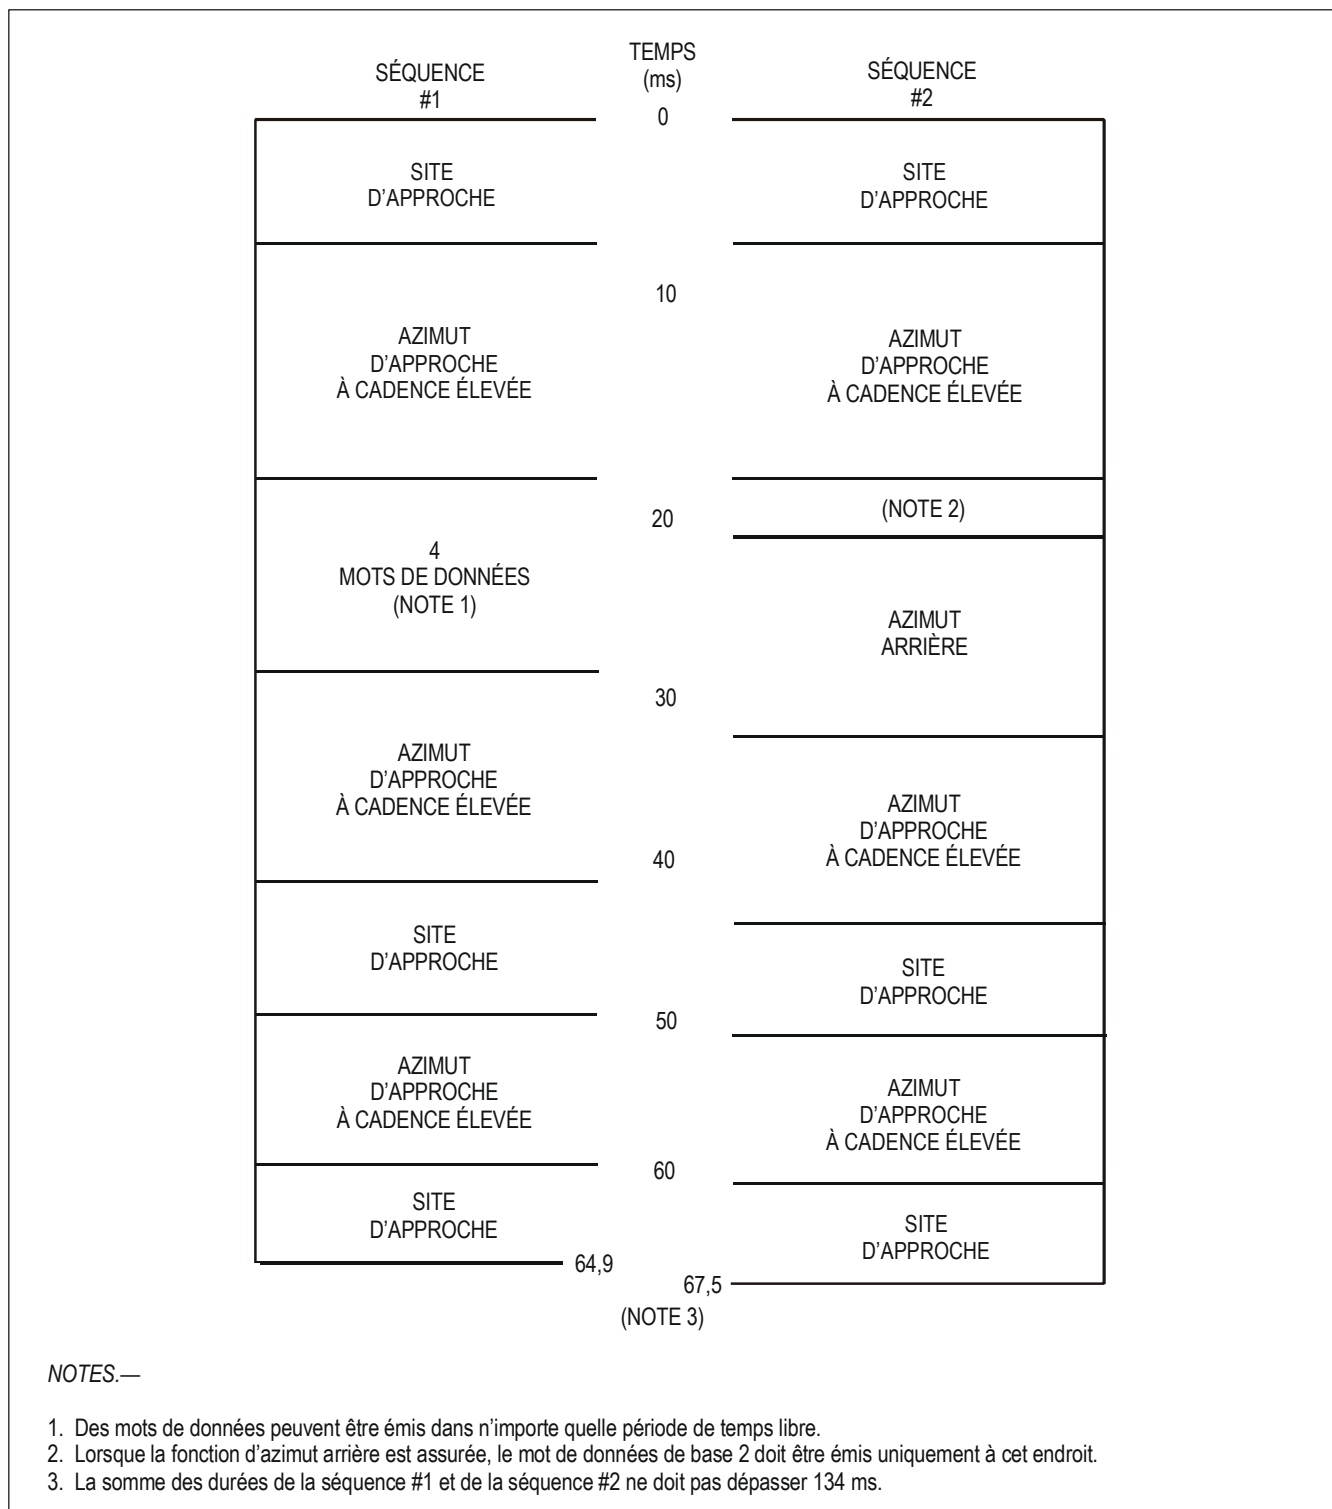 SÉQUENCE
#1
TEMPS
(ms)
SÉQUENCE
#2
0
SITE
D’APPROCHE
SITE
D’APPROCHE
10
AZIMUT
D’APPROCHE
À CADENCE ÉLEVÉE
AZIMUT
D’APPROCHE
À CADENCE ÉLEVÉE
20
(NOTE 2)
4
MOTS DE DONNÉES
(NOTE 1)
AZIMUT
ARRIÈRE
30
AZIMUT
D’APPROCHE
À CADENCE ÉLEVÉE
AZIMUT
D’APPROCHE
À CADENCE ÉLEVÉE
40
SITE
D’APPROCHE
SITE
D’APPROCHE
50
AZIMUT
D’APPROCHE
À CADENCE ÉLEVÉE
AZIMUT
D’APPROCHE
À CADENCE ÉLEVÉE
60
SITE
D’APPROCHE
SITE
D’APPROCHE
64,9
67,5
(NOTE 3)
NOTES.—
1. Des mots de données peuvent être émis dans n’importe quelle période de temps libre.
2. Lorsque la fonction d’azimut arrière est assurée, le mot de données de base 2 doit être émis uniquement à cet endroit.
3. La somme des durées de la séquence #1 et de la séquence #2 ne doit pas dépasser 134 ms.